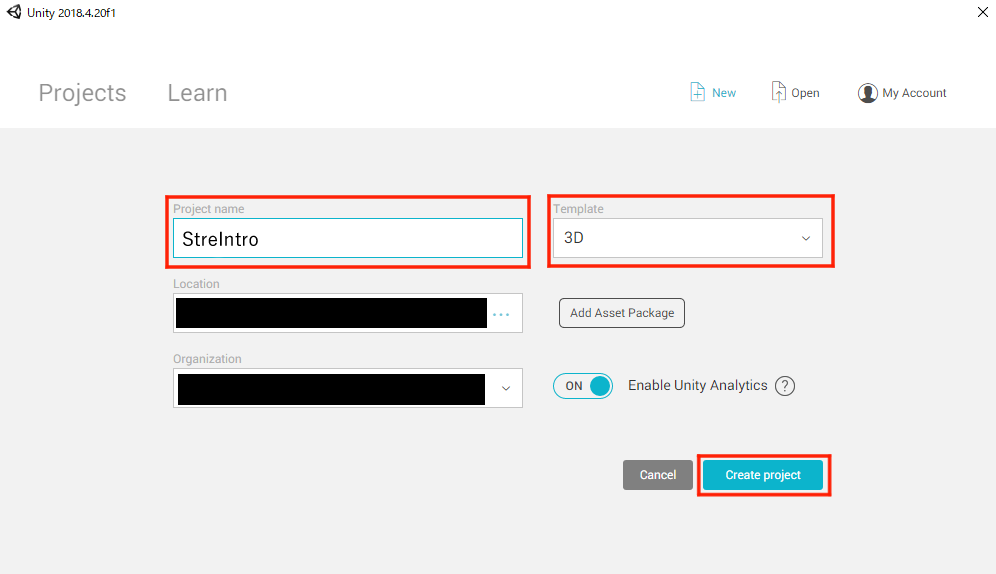 Unity 2018.4.20f1
Projects
Learn
New
Open
My Account
Project name
Template
StreIntro
3D
Location
Add Asset Package
Organization
ON
Enable Unity Analytics ?
Cancel
Create project